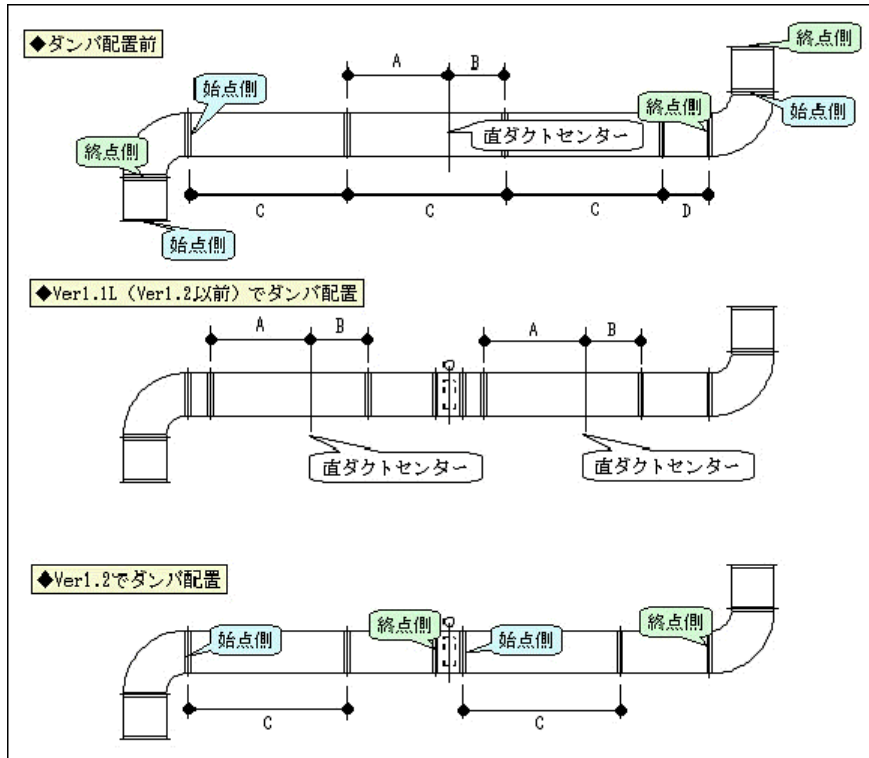 ◆ダンパ配置前
終点側
A
B
始点側
終点側
始点側
直ダクトセンター
終点側
C
C
C
D
始点側
◆Ver1.1L（Ver1.2以前）でダンパ配置
A
B
A
B
直ダクトセンター
直ダクトセンター
◆Ver1.2でダンパ配置
始点側
終点側
始点側
終点側
C
C